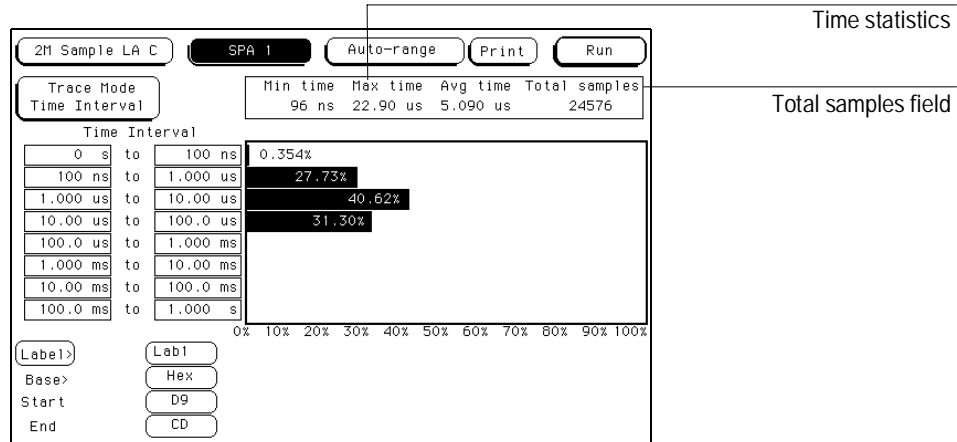 Time statistics
2M Sample LA C SPA 1 Auto-range Print Run
Trace Mode
Time Interval
Min time Max time Avg time Total samples
96 ns 22.90 us 5.090 us 24576
Total samples field
Time Interval
0 s to 100 ns 0.354%
100 ns to 1.000 us 27.73%
1.000 us to 10.00 us 40.62%
10.00 us to 100.0 us 31.30%
100.0 us to 1.000 ms
1.000 ms to 10.00 ms
10.00 ms to 100.0 ms
100.0 ms to 1.000 s
0% 10% 20% 30% 40% 50% 60% 70% 80% 90% 100%
Label> Lab1
Base> Hex
Start D9
End CD